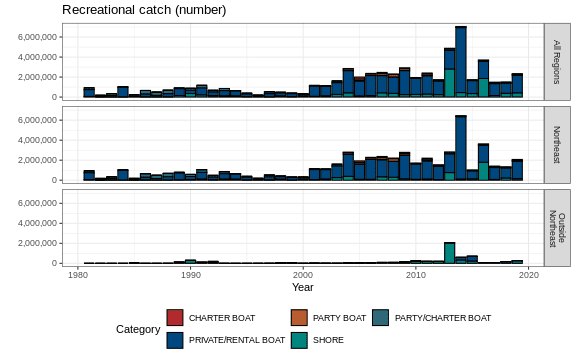 Recreational catch (number)
6,000,000
4,000,000
2,000,000
0
All Regions
6,000,000
4,000,000
2,000,000
0
Northeast
6,000,000
4,000,000
2,000,000
0
Outside
Northeast
1980 1990 2000 2010 2020
Year
Category
CHARTER BOAT PARTY BOAT PARTY/CHARTER BOAT
PRIVATE/RENTAL BOAT SHORE